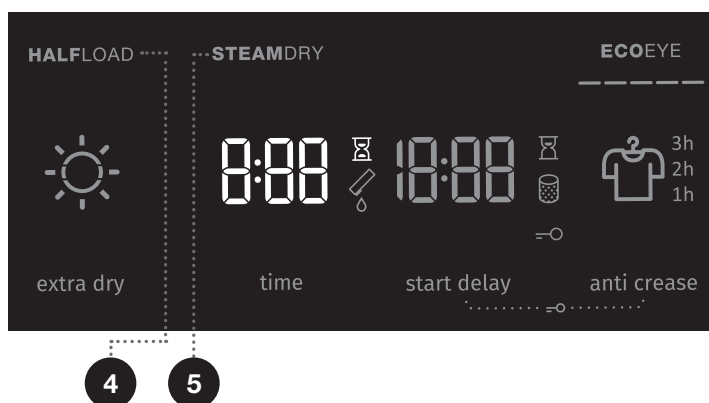 HALFLOAD
STEAMDRY
ECOEYE
8:88
18:88
3h
2h
1h
extra dry
time
start delay
anti crease
4
5